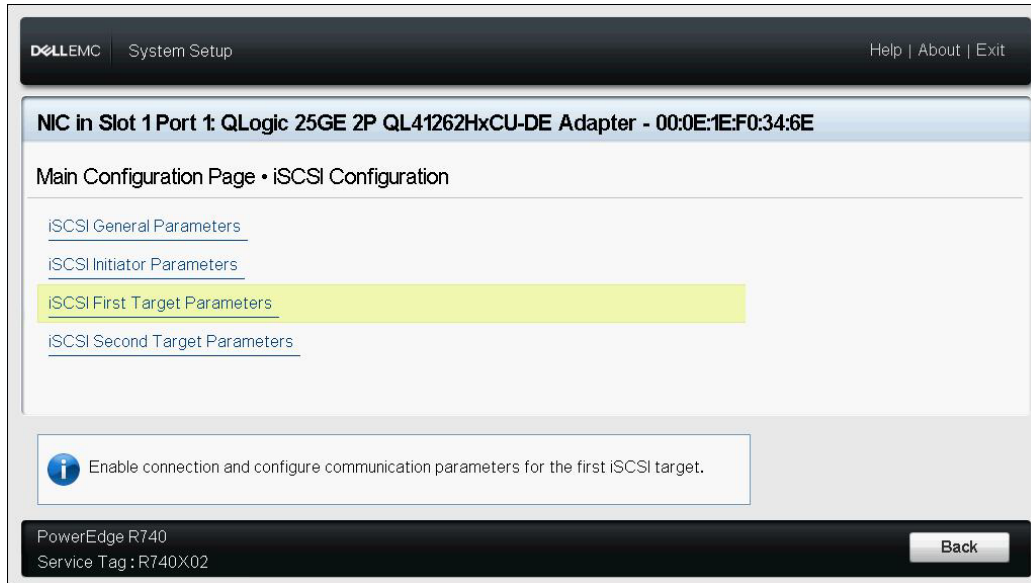 DELLEMC System Setup Help | About | Exit
NIC in Slot 1 Port 1: QLogic 25GE 2P QL41262HxCU-DE Adapter - 00:0E:1E:F0:34:6E
Main Configuration Page • iSCSI Configuration
iSCSI General Parameters
iSCSI Initiator Parameters
iSCSI First Target Parameters
iSCSI Second Target Parameters
Enable connection and configure communication parameters for the first iSCSI target.
PowerEdge R740
Service Tag : R740X02
Back